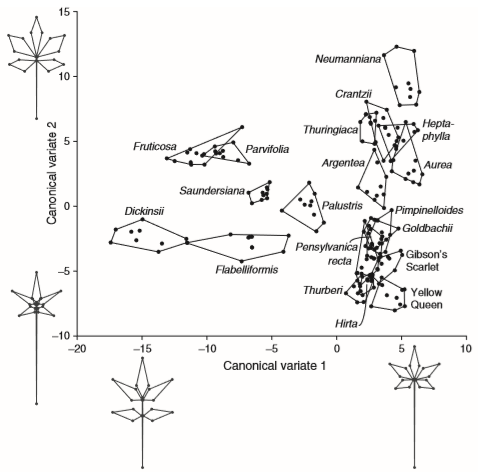 15
Neumanniana
10
Crantzii
Thuringiaca
Hepta-
phylla
5
Fruticosa
Parvifolia
Argentea
Aurea
Saundersiana
Canonical variate 2
0
Dickinsii
Palustris
Pimpinelloides
Goldbachii
Pensylvanica
recta
Gibson's
Scarlet
Flabelliformis
−5
Thurberi
Yellow
Queen
Hirta
−10
−20 −15 −10 −5 0 5 10
Canonical variate 1